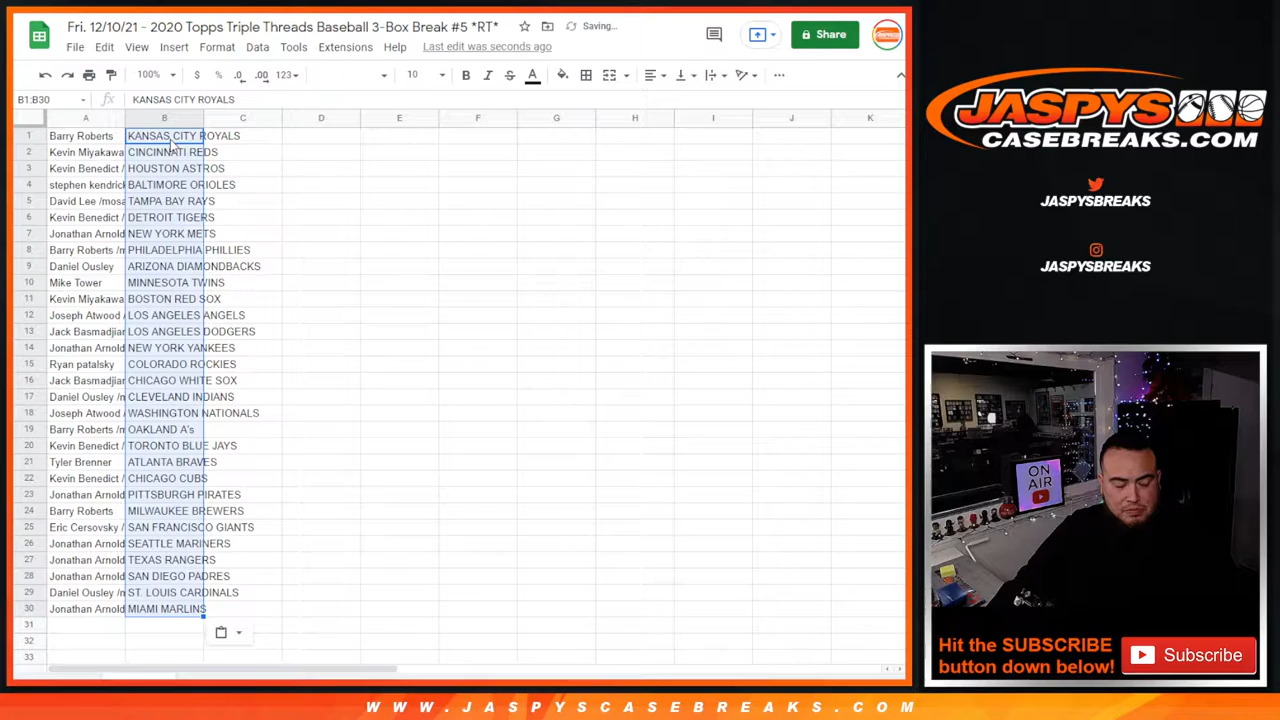 Fri. 12/10/21 - 2020 Topps Triple Threads Baseball 3-Box Break #5 *RT*
Saving...
File Edit View Insert Format Data Tools Extensions Help Last edit was seconds ago
Share
100% $ % .0 .00 123 10 B I S A
B1:B30 fx KANSAS CITY ROYALS
A B C D E F G H I J K
1 Barry Roberts KANSAS CITY ROYALS
2 Kevin Miyakawa CINCINNATI REDS
3 Kevin Benedict / HOUSTON ASTROS
4 stephen kendrick BALTIMORE ORIOLES
5 David Lee /mosa TAMPA BAY RAYS
6 Kevin Benedict / DETROIT TIGERS
7 Jonathan Arnold NEW YORK METS
8 Barry Roberts /m PHILADELPHIA PHILLIES
9 Daniel Ousley ARIZONA DIAMONDBACKS
10 Mike Tower MINNESOTA TWINS
11 Kevin Miyakawa BOSTON RED SOX
12 Joseph Atwood / LOS ANGELES ANGELS
13 Jack Basmadjian LOS ANGELES DODGERS
14 Jonathan Arnold NEW YORK YANKEES
15 Ryan patalsky COLORADO ROCKIES
16 Jack Basmadjian CHICAGO WHITE SOX
17 Daniel Ousley /m CLEVELAND INDIANS
18 Joseph Atwood / WASHINGTON NATIONALS
19 Barry Roberts /m OAKLAND A's
20 Kevin Benedict / TORONTO BLUE JAYS
21 Tyler Brenner ATLANTA BRAVES
22 Kevin Benedict / CHICAGO CUBS
23 Jonathan Arnold PITTSBURGH PIRATES
24 Barry Roberts MILWAUKEE BREWERS
25 Eric Cersovsky / SAN FRANCISCO GIANTS
26 Jonathan Arnold SEATTLE MARINERS
27 Jonathan Arnold TEXAS RANGERS
28 Jonathan Arnold SAN DIEGO PADRES
29 Daniel Ousley /m ST. LOUIS CARDINALS
30 Jonathan Arnold MIAMI MARLINS
31
32
33
JASPYS
CASEBREAKS.COM
JASPYSBREAKS
JASPYSBREAKS
ON
AIR
Hit the SUBSCRIBE
button down below!
Subscribe
WWW.JASPYSCASEBREAKS.COM